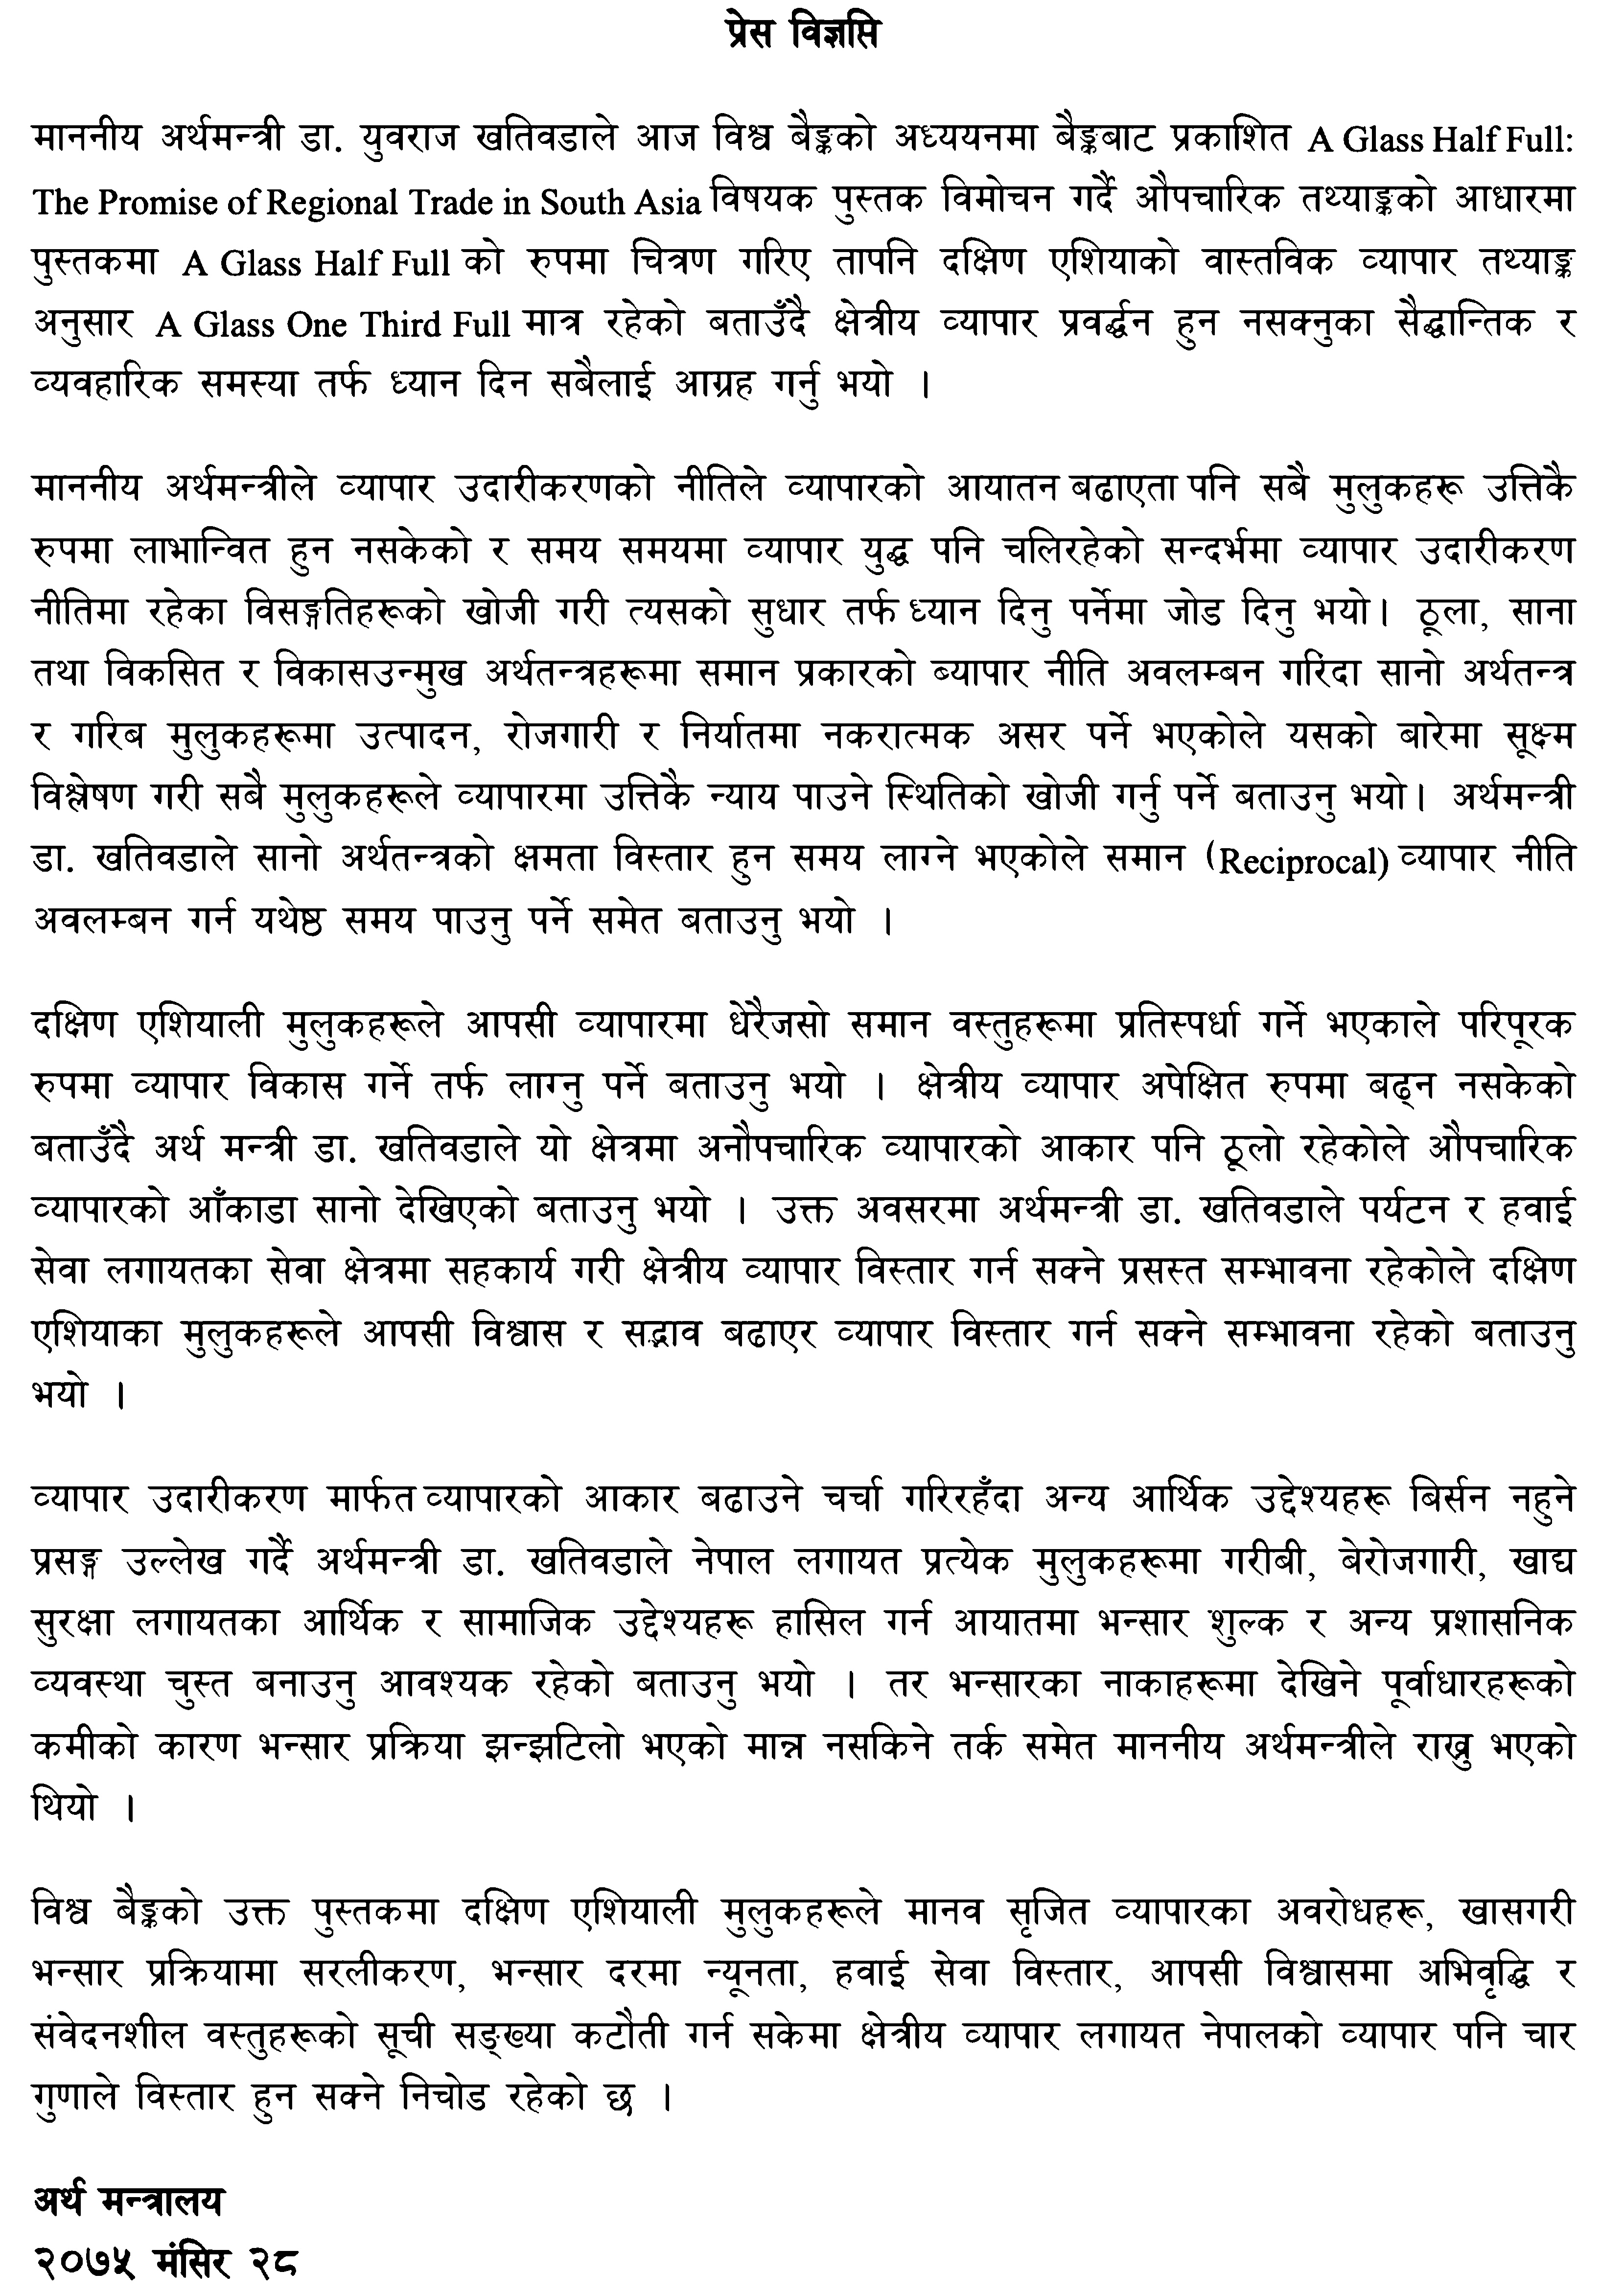 प्रेस विज्ञप्ति
माननीय अर्थमन्त्री डा. युवराज खतिवडाले आज विश्व बैङ्कको अध्ययनमा बैङ्कबाट प्रकाशित A Glass Half Full:
The Promise of Regional Trade in South Asia विषयक पुस्तक विमोचन गर्दै औपचारिक तथ्याङ्कको आधारमा
पुस्तकमा A Glass Half Full को रुपमा चित्रण गरिए तापनि दक्षिण एशियाको वास्तविक व्यापार तथ्याङ्क
अनुसार A Glass One Third Full मात्र रहेको बताउँदै क्षेत्रीय व्यापार प्रवर्द्धन हुन नसक्नुका सैद्धान्तिक र
व्यवहारिक समस्या तर्फ ध्यान दिन सबैलाई आग्रह गर्नु भयो ।
माननीय अर्थमन्त्रीले व्यापार उदारीकरणको नीतिले व्यापारको आयातन बढाएता पनि सबै मुलुकहरू उत्तिकै
रुपमा लाभान्वित हुन नसकेको र समय समयमा व्यापार युद्ध पनि चलिरहेको सन्दर्भमा व्यापार उदारीकरण
नीतिमा रहेका विसङ्गतिहरूको खोजी गरी त्यसको सुधार तर्फ ध्यान दिनु पर्नेमा जोड दिनु भयो। ठूला, साना
तथा विकसित र विकासउन्मुख अर्थतन्त्रहरूमा समान प्रकारको ब्यापार नीति अवलम्बन गरिंदा सानो अर्थतन्त्र
र गरिब मुलुकहरूमा उत्पादन, रोजगारी र निर्यातमा नकरात्मक असर पर्ने भएकोले यसको बारेमा सूक्ष्म
विश्लेषण गरी सबै मुलुकहरूले व्यापारमा उत्तिकै न्याय पाउने स्थितिको खोजी गर्नु पर्ने बताउनु भयो। अर्थमन्त्री
डा. खतिवडाले सानो अर्थतन्त्रको क्षमता विस्तार हुन समय लाग्ने भएकोले समान (Reciprocal) व्यापार नीति
अवलम्बन गर्न यथेष्ठ समय पाउनु पर्ने समेत बताउनु भयो ।
दक्षिण एशियाली मुलुकहरूले आपसी व्यापारमा धेरैजसो समान वस्तुहरूमा प्रतिस्पर्धा गर्ने भएकाले परिपूरक
रुपमा व्यापार विकास गर्ने तर्फ लाग्नु पर्ने बताउनु भयो । क्षेत्रीय व्यापार अपेक्षित रुपमा बढ्न नसकेको
बताउँदै अर्थ मन्त्री डा. खतिवडाले यो क्षेत्रमा अनौपचारिक व्यापारको आकार पनि ठूलो रहेकोले औपचारिक
व्यापारको आँकाडा सानो देखिएको बताउनु भयो । उक्त अवसरमा अर्थमन्त्री डा. खतिवडाले पर्यटन र हवाई
सेवा लगायतका सेवा क्षेत्रमा सहकार्य गरी क्षेत्रीय व्यापार विस्तार गर्न सक्ने प्रसस्त सम्भावना रहेकोले दक्षिण
एशियाका मुलुकहरूले आपसी विश्वास र सद्भाव बढाएर व्यापार विस्तार गर्न सक्ने सम्भावना रहेको बताउनु
भयो ।
व्यापार उदारीकरण मार्फत व्यापारको आकार बढाउने चर्चा गरिरहँदा अन्य आर्थिक उद्देश्यहरू बिर्सन नहुने
प्रसङ्ग उल्लेख गर्दै अर्थमन्त्री डा. खतिवडाले नेपाल लगायत प्रत्येक मुलुकहरूमा गरीबी, बेरोजगारी, खाद्य
सुरक्षा लगायतका आर्थिक र सामाजिक उद्देश्यहरू हासिल गर्न आयातमा भन्सार शुल्क र अन्य प्रशासनिक
व्यवस्था चुस्त बनाउनु आवश्यक रहेको बताउनु भयो । तर भन्सारका नाकाहरूमा देखिने पूर्वाधारहरूको
कमीको कारण भन्सार प्रक्रिया झन्झटिलो भएको मान्न नसकिने तर्क समेत माननीय अर्थमन्त्रीले राख्नु भएको
थियो ।
विश्व बैङ्कको उक्त पुस्तकमा दक्षिण एशियाली मुलुकहरूले मानव सृजित व्यापारका अवरोधहरू, खासगरी
भन्सार प्रक्रियामा सरलीकरण, भन्सार दरमा न्यूनता, हवाई सेवा विस्तार, आपसी विश्वासमा अभिवृद्धि र
संवेदनशील वस्तुहरूको सूची सङ्ख्या कटौती गर्न सकेमा क्षेत्रीय व्यापार लगायत नेपालको व्यापार पनि चार
गुणाले विस्तार हुन सक्ने निचोड रहेको छ ।
अर्थ मन्त्रालय
२०७५ मंसिर २८